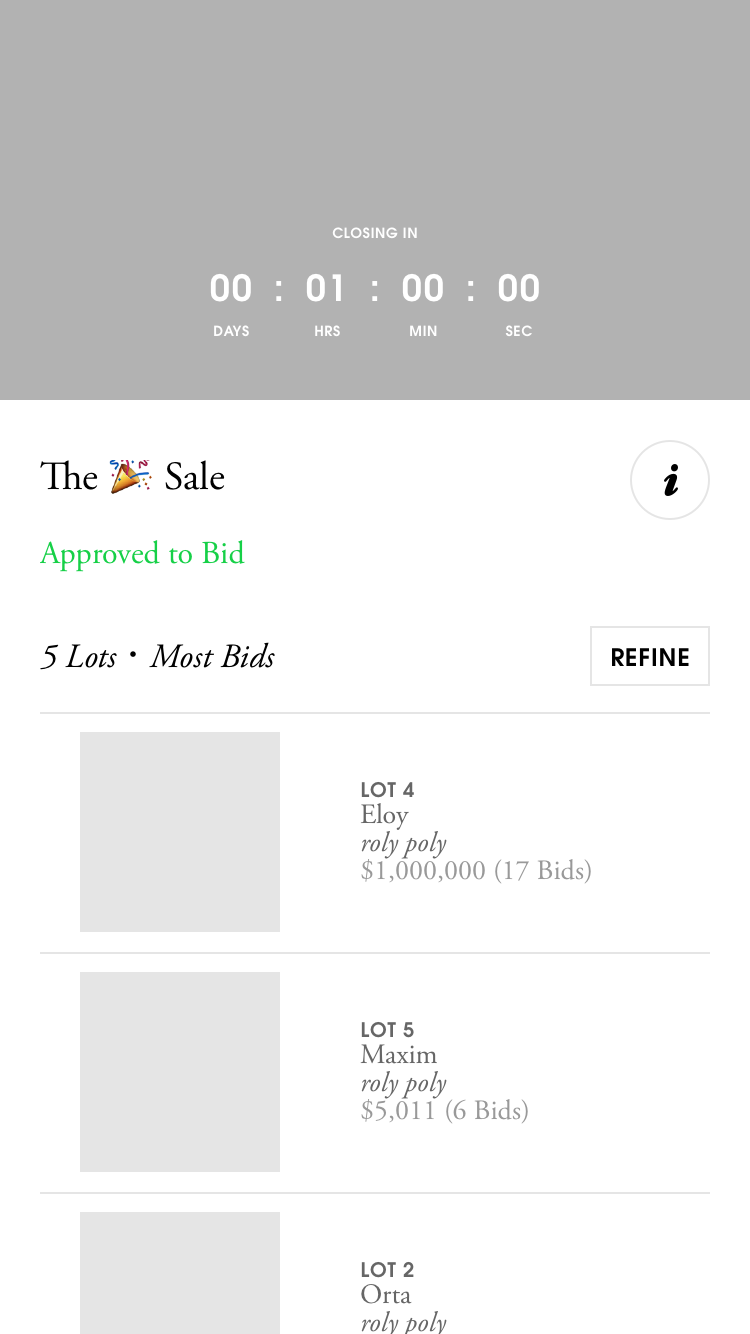 CLOSING IN
00 : 01 : 00 : 00
DAYS HRS MIN SEC
The 🎉 Sale
i
Approved to Bid
5 Lots • Most Bids
REFINE
LOT 4
Eloy
roly poly
$1,000,000 (17 Bids)
LOT 5
Maxim
roly poly
$5,011 (6 Bids)
LOT 2
Orta
roly poly